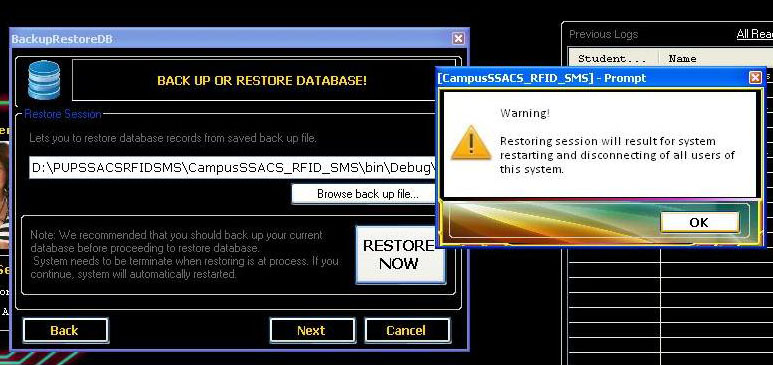 BackupRestoreDB
BACK UP OR RESTORE DATABASE!
Restore Session
Lets you to restore database records from saved back up file.
D:\PUPSSACSRFIDSMS\CampusSSACS_RFID_SMS\bin\Debug\
Browse back up file...
Note: We recommended that you should back up your current
database before proceeding to restore database.
System needs to be terminate when restoring is at process. If you
continue, system will automatically restarted.
RESTORE
NOW
Back
Next
Cancel
Previous Logs
All Rea
Student...
Name
[CampusSSACS_RFID_SMS] - Prompt
Warning!
Restoring session will result for system
restarting and disconnecting of all users of
this system.
OK